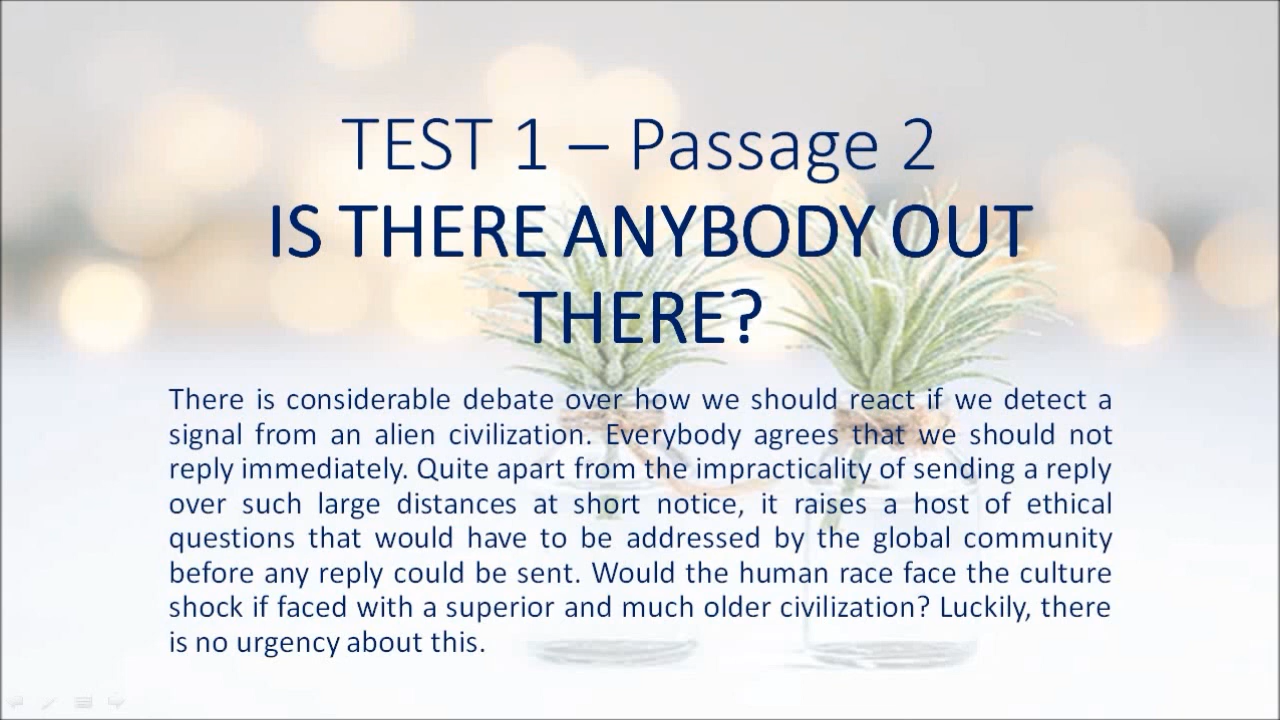 TEST 1 – Passage 2
IS THERE ANYBODY OUT
THERE?
There is considerable debate over how we should react if we detect a
signal from an alien civilization. Everybody agrees that we should not
reply immediately. Quite apart from the impracticality of sending a reply
over such large distances at short notice, it raises a host of ethical
questions that would have to be addressed by the global community
before any reply could be sent. Would the human race face the culture
shock if faced with a superior and much older civilization? Luckily, there
is no urgency about this.